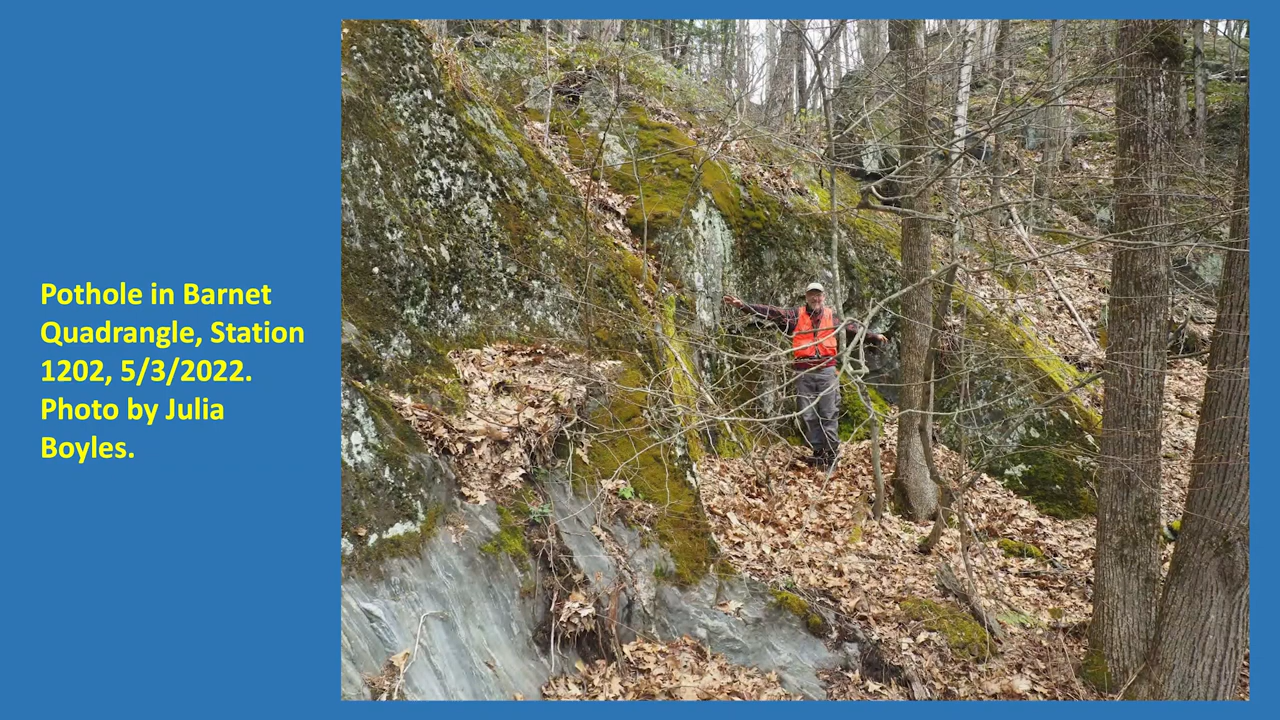 Pothole in Barnet
Quadrangle, Station
1202, 5/3/2022.
Photo by Julia
Boyles.